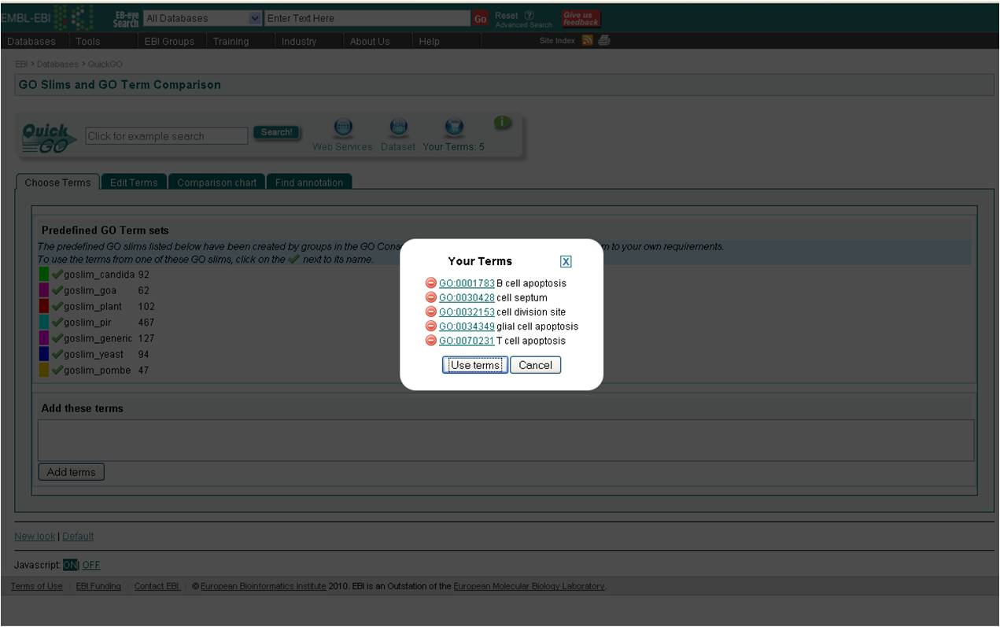 EMBL-EBI
EB-eye Search All Databases Enter Text Here Go Reset ? Advanced Search Give us feedback
Databases Tools EBI Groups Training Industry About Us Help Site Index
EBI > Databases > QuickGO
GO Slims and GO Term Comparison
Quick GO Click for example search Search! Web Services Dataset Your Terms: 5 i
Choose Terms Edit Terms Comparison chart Find annotation
Predefined GO Term sets
The predefined GO slims listed below have been created by groups in the GO Cons to your own requirements.
To use the terms from one of these GO slims, click on the next to its name.
goslim_candida 92
goslim_goa 62
goslim_plant 102
goslim_pir 467
goslim_generic 127
goslim_yeast 94
goslim_pombe 47
Your Terms X
GO:0001783 B cell apoptosis
GO:0030428 cell septum
GO:0032153 cell division site
GO:0034349 glial cell apoptosis
GO:0070231 T cell apoptosis
Use terms Cancel
Add these terms
Add terms
New look | Default
Javascript: ON| OFF
Terms of Use | EBI Funding | Contact EBI | © European Bioinformatics Institute 2010. EBI is an Outstation of the European Molecular Biology Laboratory.